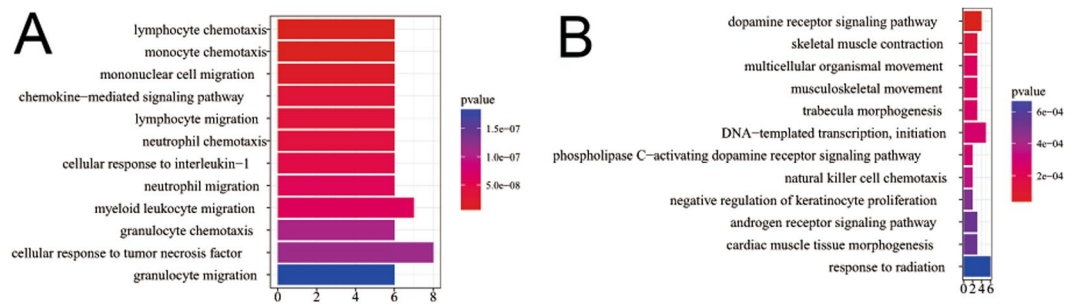 A
lymphocyte chemotaxis
monocyte chemotaxis
mononuclear cell migration
chemokine−mediated signaling pathway
lymphocyte migration
neutrophil chemotaxis
cellular response to interleukin−1
neutrophil migration
myeloid leukocyte migration
granulocyte chemotaxis
cellular response to tumor necrosis factor
granulocyte migration
0 2 4 6 8
pvalue
1.5e−07
1.0e−07
5.0e−08
B
dopamine receptor signaling pathway
skeletal muscle contraction
multicellular organismal movement
musculoskeletal movement
trabecula morphogenesis
DNA−templated transcription, initiation
phospholipase C−activating dopamine receptor signaling pathway
natural killer cell chemotaxis
negative regulation of keratinocyte proliferation
androgen receptor signaling pathway
cardiac muscle tissue morphogenesis
response to radiation
0 2 4 6
pvalue
6e−04
4e−04
2e−04